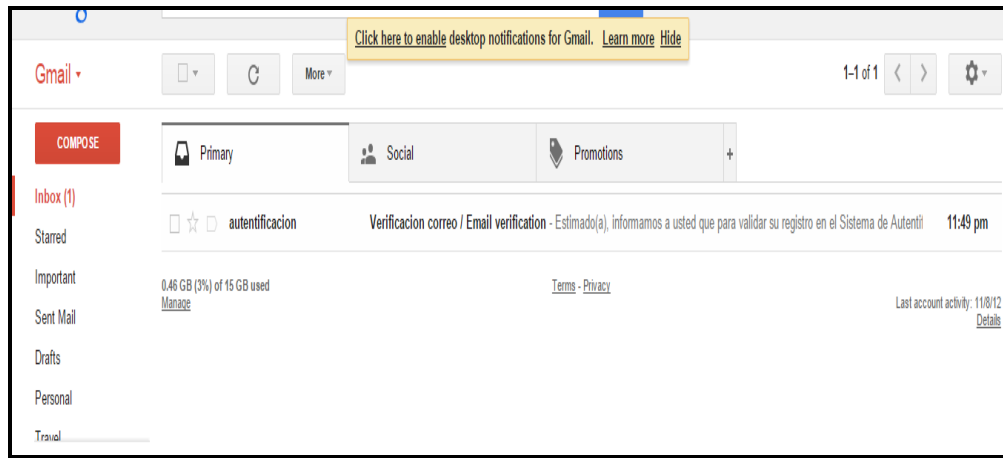 Click here to enable desktop notifications for Gmail. Learn more Hide
Gmail
More
1–1 of 1
COMPOSE
Primary
Social
Promotions
+
Inbox (1)
autentificacion Verificacion correo / Email verification - Estimado(a), informamos a usted que para validar su registro en el Sistema de Autentif 11:49 pm
Starred
Important
0.46 GB (3%) of 15 GB used
Manage
Terms - Privacy
Last account activity: 11/8/12
Details
Sent Mail
Drafts
Personal
Travel